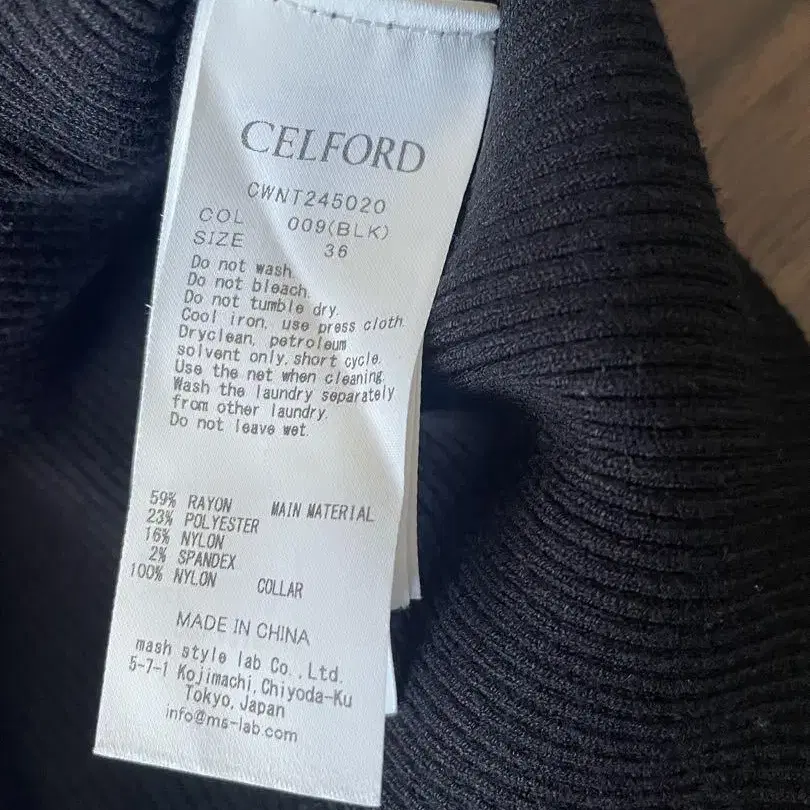 CELFORD
CWNT245020
COL 009(BLK)
SIZE 36
Do not wash.
Do not bleach.
Do not tumble dry.
Cool iron, use press cloth.
Dryclean, petroleum
solvent only, short cycle.
Use the net when cleaning.
Wash the laundry separately
from other laundry.
Do not leave wet.
59% RAYON MAIN MATERIAL
23% POLYESTER
16% NYLON
2% SPANDEX
100% NYLON COLLAR
MADE IN CHINA
mash style lab Co.,Ltd.
5-7-1 Kojimachi,Chiyoda-Ku
Tokyo,Japan
info@ms-lab.com